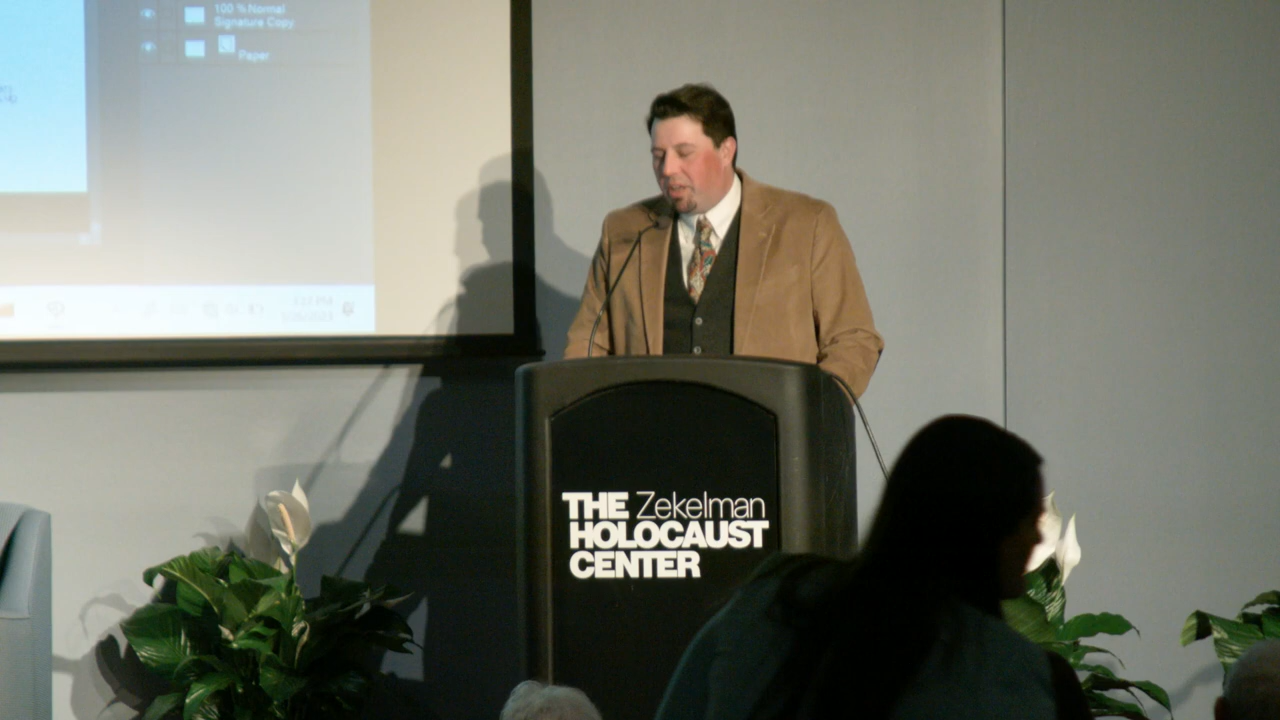 100 % Normal
Signature Copy
Paper
THE Zekelman
HOLOCAUST
CENTER